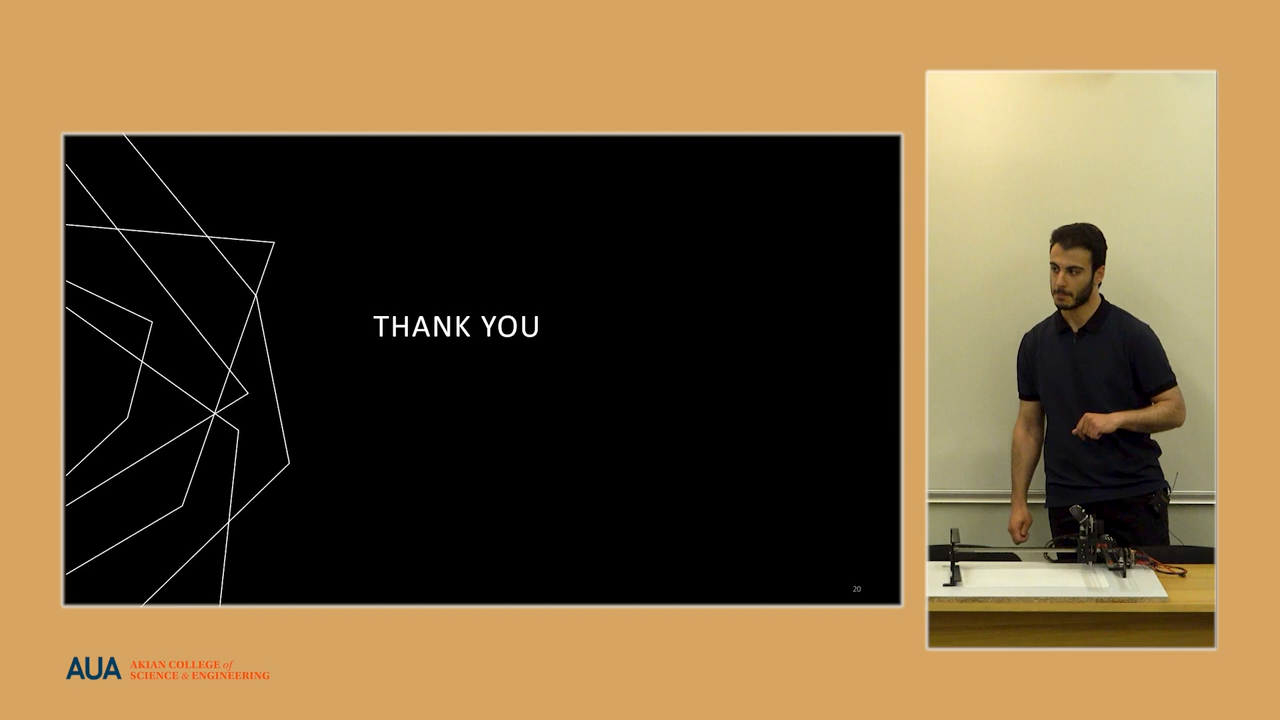 THANK YOU
20
AUA
AKIAN COLLEGE of
SCIENCE & ENGINEERING